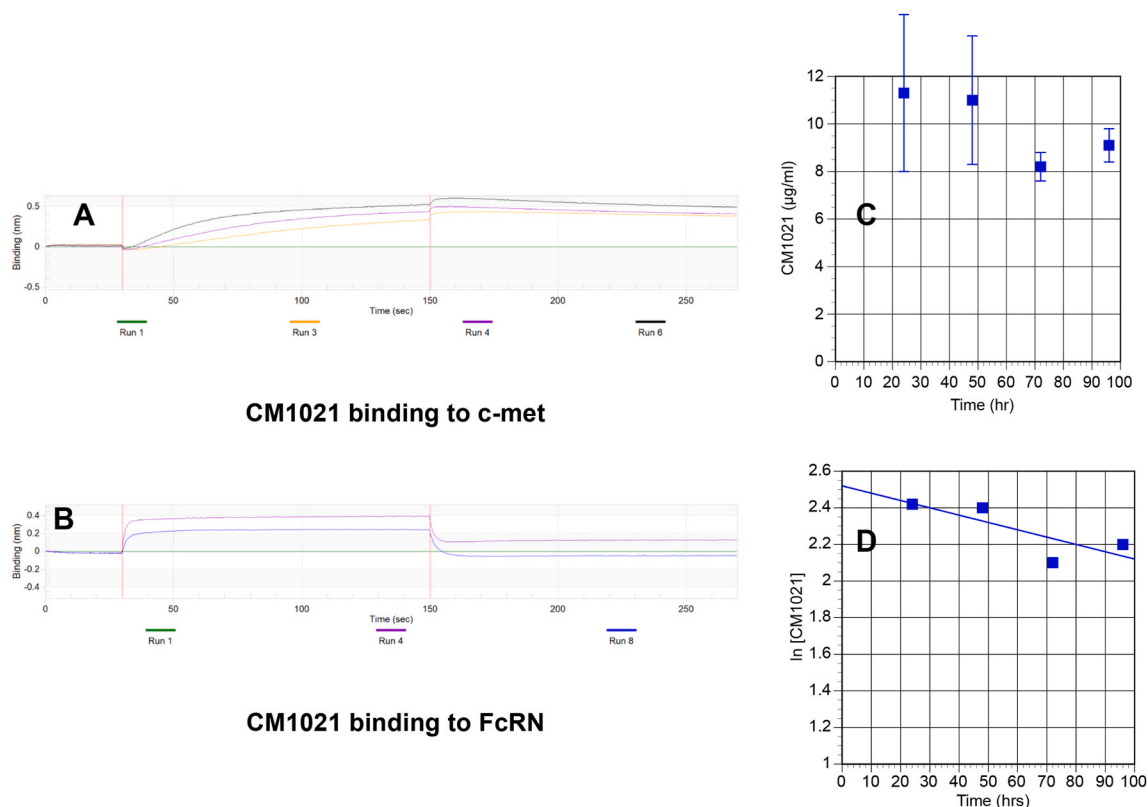 A
Binding (nm)
0.5
0
-0.5
0 50 100 150 200 250
Time (sec)
Run 1 Run 3 Run 4 Run 6
CM1021 binding to c-met
B
Binding (nm)
0.4
0.2
0
-0.2
-0.4
0 50 100 150 200 250
Time (sec)
Run 1 Run 4 Run 8
CM1021 binding to FcRN
C
CM1021 (µg/ml)
12
10
8
6
4
2
0
0 10 20 30 40 50 60 70 80 90 100
Time (hr)
D
ln [CM1021]
2.6
2.4
2.2
2
1.8
1.6
1.4
1.2
1
0 10 20 30 40 50 60 70 80 90 100
Time (hrs)